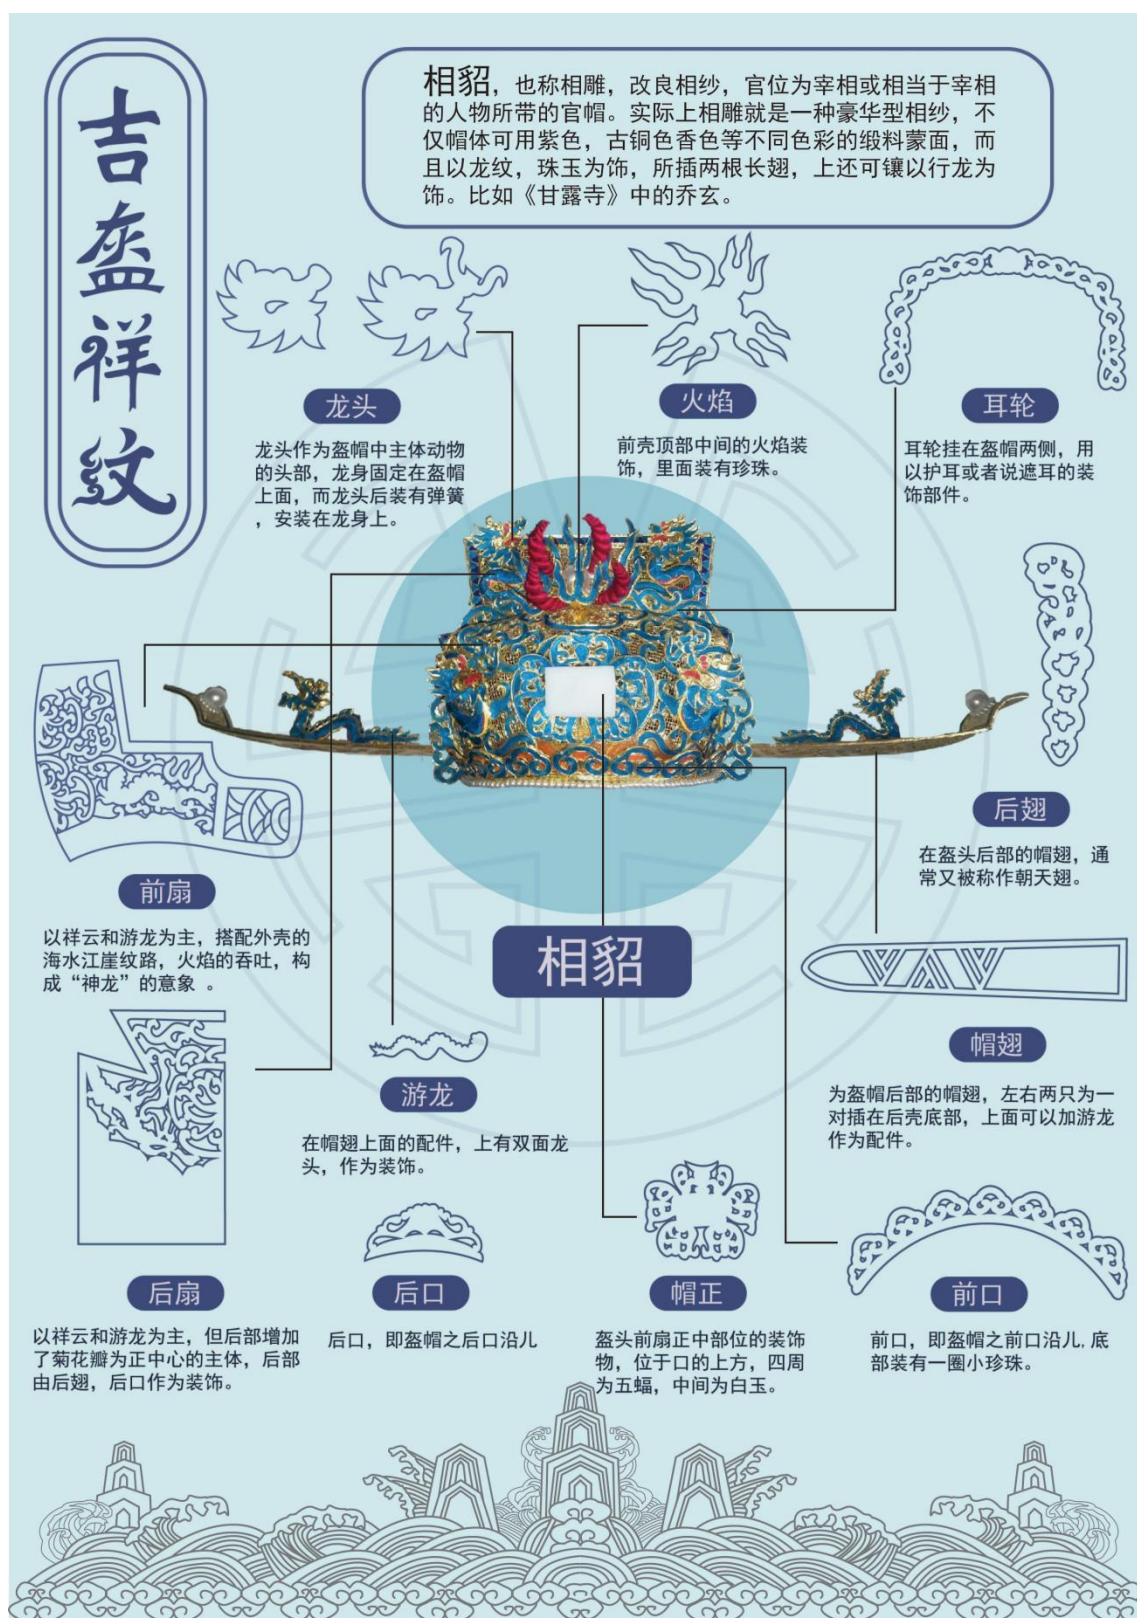 吉盔祥纹
相貂，也称相雕，改良相纱，官位为宰相或相当于宰相
的人物所带的官帽。实际上相雕就是一种豪华型相纱，不
仅帽体可用紫色，古铜色香色等不同色彩的缎料蒙面，而
且以龙纹，珠玉为饰，所插两根长翅，上还可镶以行龙为
饰。比如《甘露寺》中的乔玄。
龙头
龙头作为盔帽中主体动物
的头部，龙身固定在盔帽
上面，而龙头后装有弹簧
，安装在龙身上。
火焰
前壳顶部中间的火焰装
饰，里面装有珍珠。
耳轮
耳轮挂在盔帽两侧，用
以护耳或者说遮耳的装
饰部件。
后翅
在盔头后部的帽翅，通
常又被称作朝天翅。
前扇
以祥云和游龙为主，搭配外壳的
海水江崖纹路，火焰的吞吐，构
成“神龙”的意象 。
相貂
帽翅
为盔帽后部的帽翅，左右两只为一
对插在后壳底部，上面可以加游龙
作为配件。
游龙
在帽翅上面的配件，上有双面龙
头，作为装饰。
后扇
以祥云和游龙为主，但后部增加
了菊花瓣为正中心的主体，后部
由后翅，后口作为装饰。
后口
后口，即盔帽之后口沿儿
帽正
盔头前扇正中部位的装饰
物，位于口的上方，四周
为五蝠，中间为白玉。
前口
前口，即盔帽之前口沿儿,底
部装有一圈小珍珠。